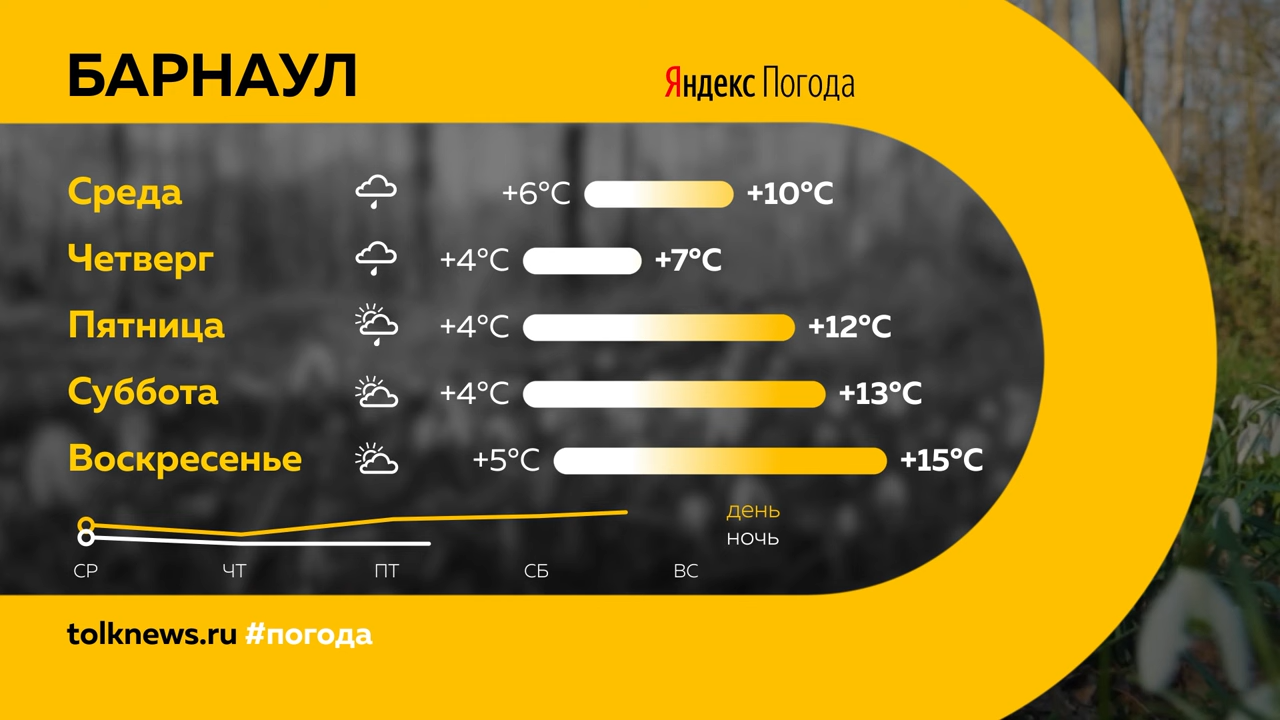 БАРНАУЛ
Яндекс Погода
Среда +6°C +10°C
Четверг +4°C +7°C
Пятница +4°C +12°C
Суббота +4°C +13°C
Воскресенье +5°C +15°C
день
ночь
СР ЧТ ПТ СБ ВС
tolknews.ru #погода